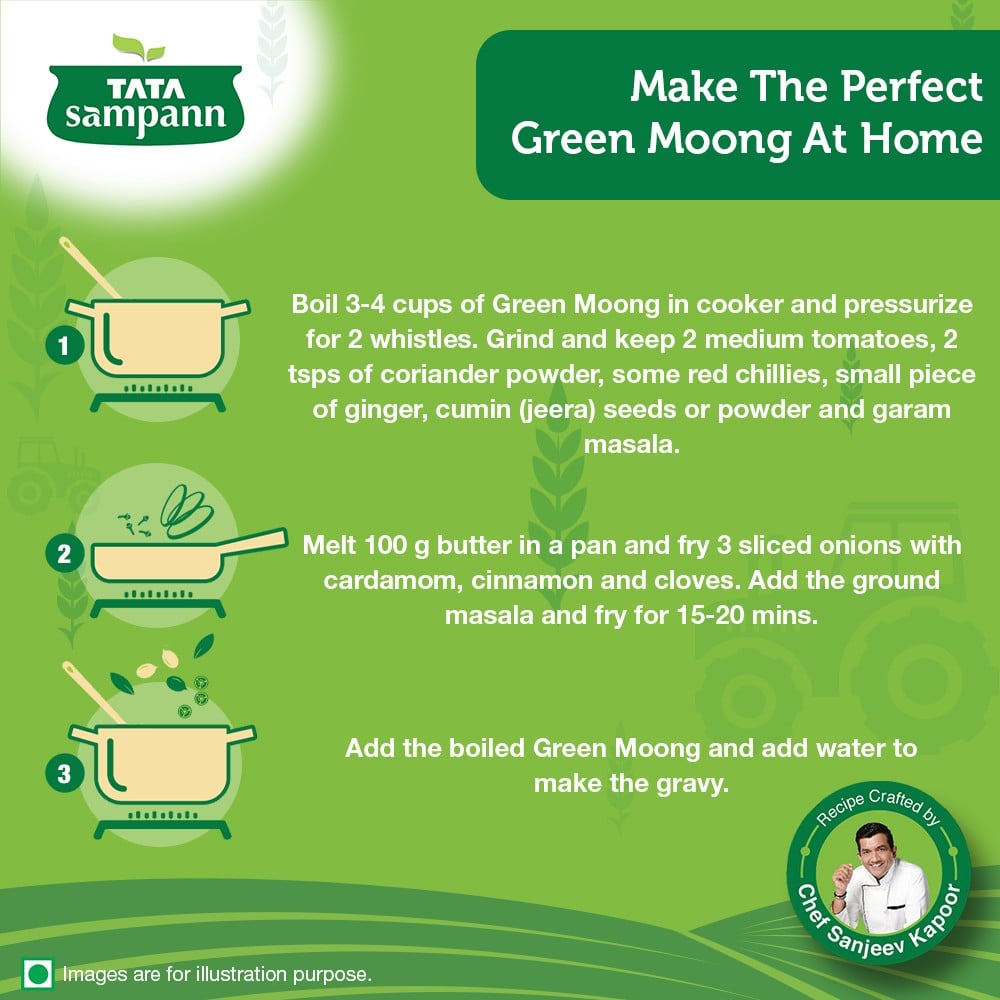 TATA
sampann
Make The Perfect
Green Moong At Home
1
Boil 3-4 cups of Green Moong in cooker and pressurize
for 2 whistles. Grind and keep 2 medium tomatoes, 2
tsps of coriander powder, some red chillies, small piece
of ginger, cumin (jeera) seeds or powder and garam
masala.
2
Melt 100 g butter in a pan and fry 3 sliced onions with
cardamom, cinnamon and cloves. Add the ground
masala and fry for 15-20 mins.
3
Add the boiled Green Moong and add water to
make the gravy.
Recipe Crafted by
Chef Sanjeev Kapoor
Images are for illustration purpose.